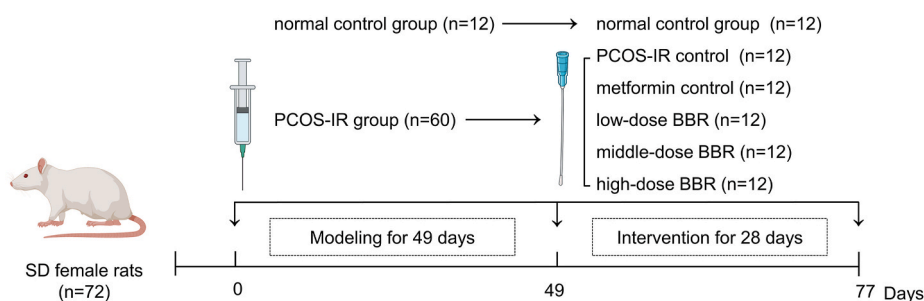 normal control group (n=12)
normal control group (n=12)
PCOS-IR control (n=12)
metformin control (n=12)
PCOS-IR group (n=60)
low-dose BBR (n=12)
middle-dose BBR (n=12)
high-dose BBR (n=12)
Modeling for 49 days
Intervention for 28 days
SD female rats
(n=72)
0
49
77
Days